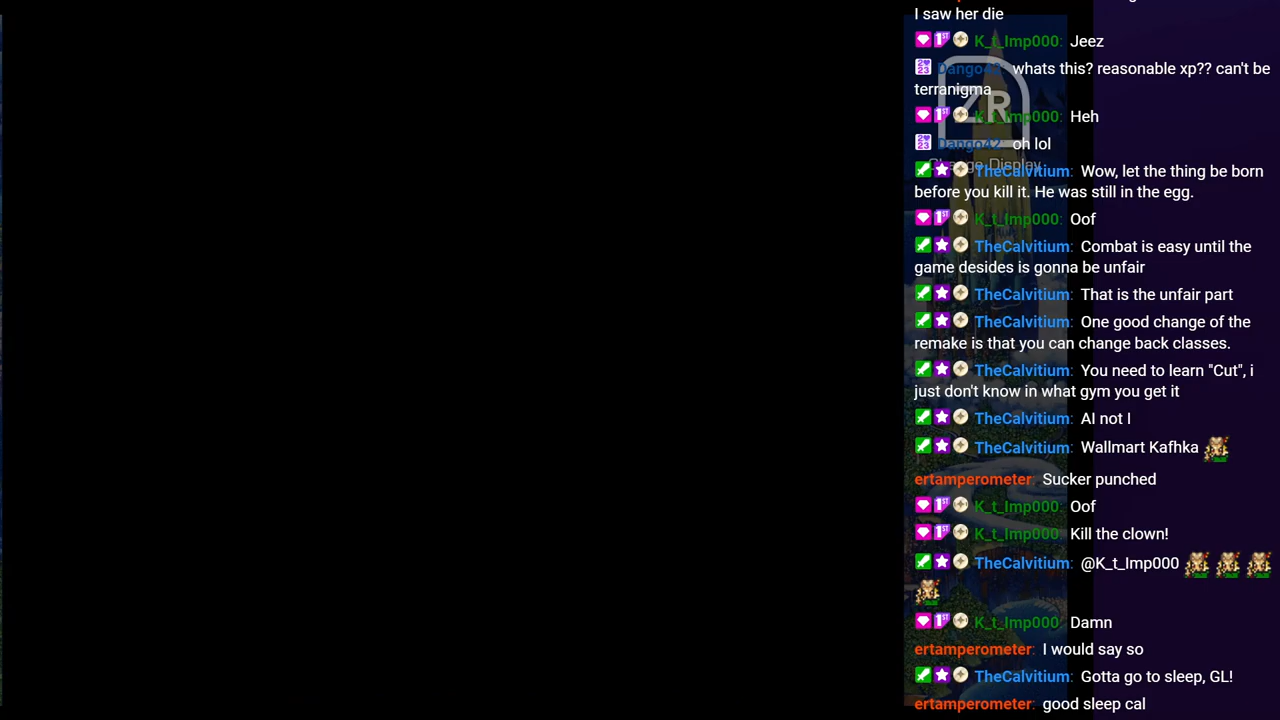 I saw her die
K_t_Imp000: Jeez
Dango42: whats this? reasonable xp?? can't be
terranigma
K_t_Imp000: Heh
Dango42: oh lol
TheCalvitium: Wow, let the thing be born
before you kill it. He was still in the egg.
K_t_Imp000: Oof
TheCalvitium: Combat is easy until the
game desides is gonna be unfair
TheCalvitium: That is the unfair part
TheCalvitium: One good change of the
remake is that you can change back classes.
TheCalvitium: You need to learn "Cut", i
just don't know in what gym you get it
TheCalvitium: AI not I
TheCalvitium: Wallmart Kafhka
ertamperometer: Sucker punched
K_t_Imp000: Oof
K_t_Imp000: Kill the clown!
TheCalvitium: @K_t_Imp000
K_t_Imp000: Damn
ertamperometer: I would say so
TheCalvitium: Gotta go to sleep, GL!
ertamperometer: good sleep cal
ZR
Change Display